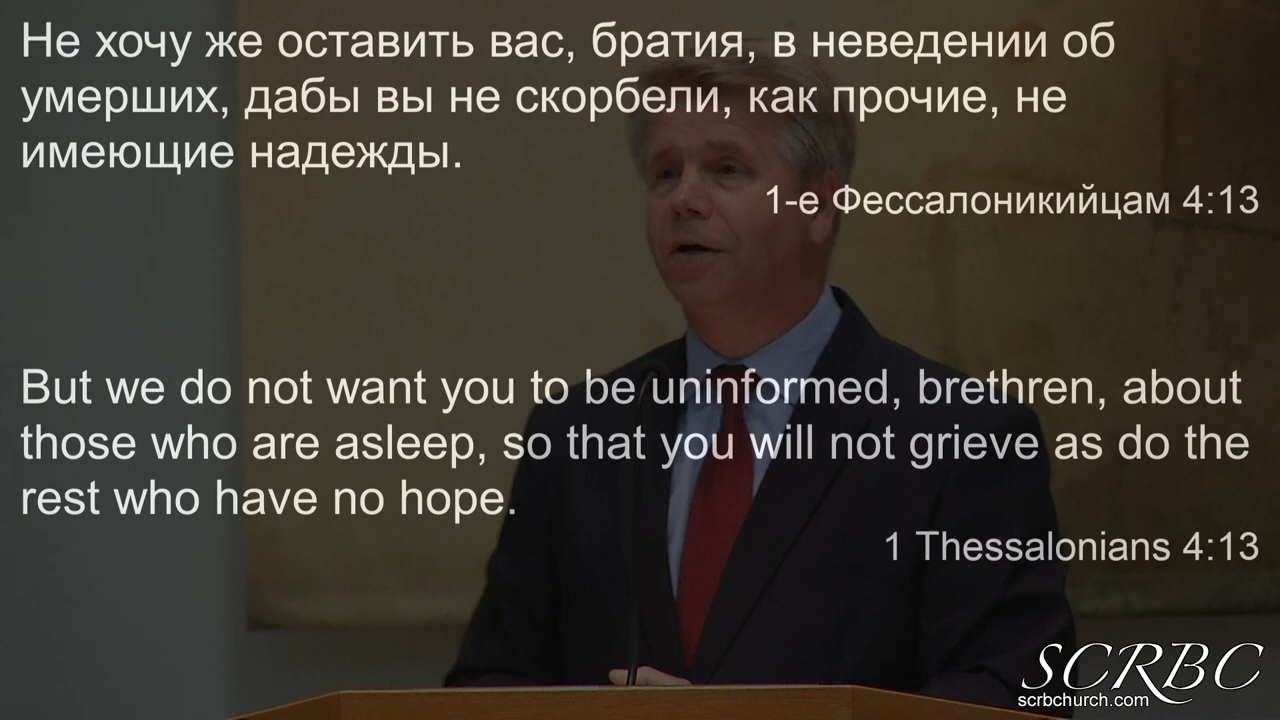 Не хочу же оставить вас, братия, в неведении об
умерших, дабы вы не скорбели, как прочие, не
имеющие надежды.
1-е Фессалоникийцам 4:13
But we do not want you to be uninformed, brethren, about
those who are asleep, so that you will not grieve as do the
rest who have no hope.
1 Thessalonians 4:13
SCRBC
scrbchurch.com